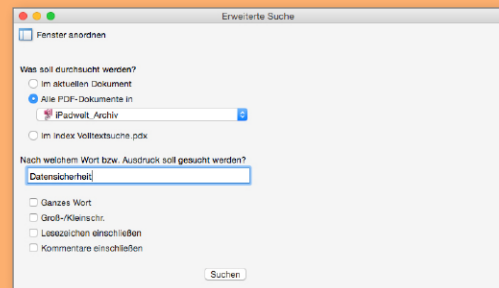 Erweiterte Suche
Fenster anordnen
Was soll durchsucht werden?
Im aktuellen Dokument
Alle PDF-Dokumente in
iPadwelt_Archiv
Im Index Volltextsuche.pdx
Nach welchem Wort bzw. Ausdruck soll gesucht werden?
Datensicherheit
Ganzes Wort
Groß-/Kleinschr.
Lesezeichen einschließen
Kommentare einschließen
Suchen